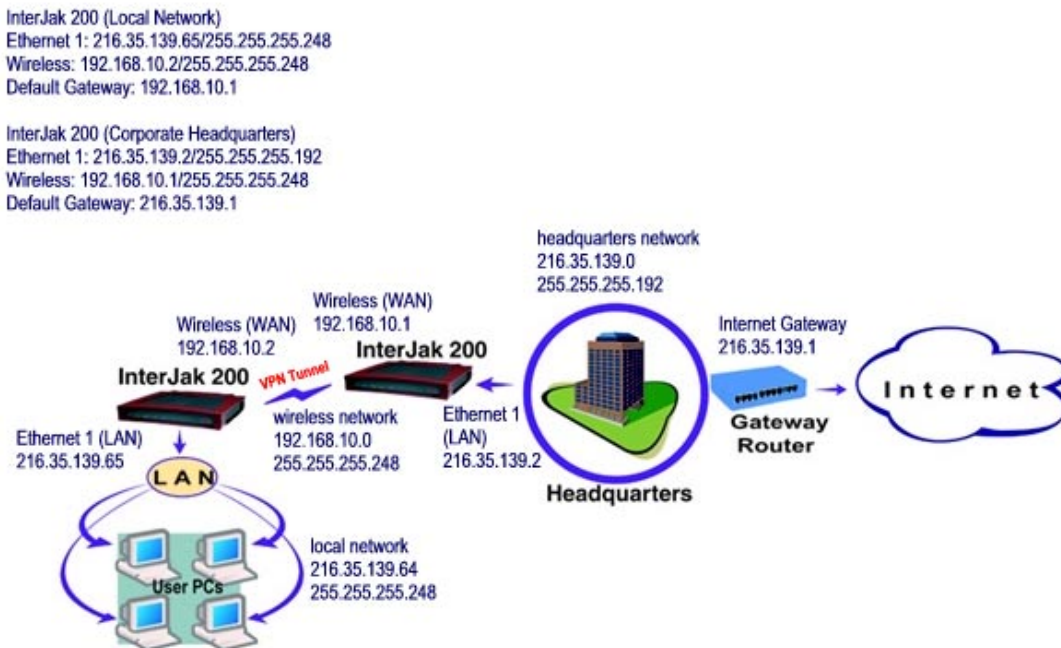 InterJak 200 (Local Network)
Ethernet 1: 216.35.139.65/255.255.255.248
Wireless: 192.168.10.2/255.255.255.248
Default Gateway: 192.168.10.1
InterJak 200 (Corporate Headquarters)
Ethernet 1: 216.35.139.2/255.255.255.192
Wireless: 192.168.10.1/255.255.255.248
Default Gateway: 216.35.139.1
headquarters network
216.35.139.0
255.255.255.192
Wireless (WAN)
192.168.10.1
InterJak 200
Wireless (WAN)
192.168.10.2
InterJak 200
VPN Tunnel
Internet Gateway
216.35.139.1
Internet
Gateway
Router
wireless network
192.168.10.0
255.255.255.248
Ethernet 1
(LAN)
216.35.139.2
Headquarters
Ethernet 1 (LAN)
216.35.139.65
LAN
User PCs
local network
216.35.139.64
255.255.255.248